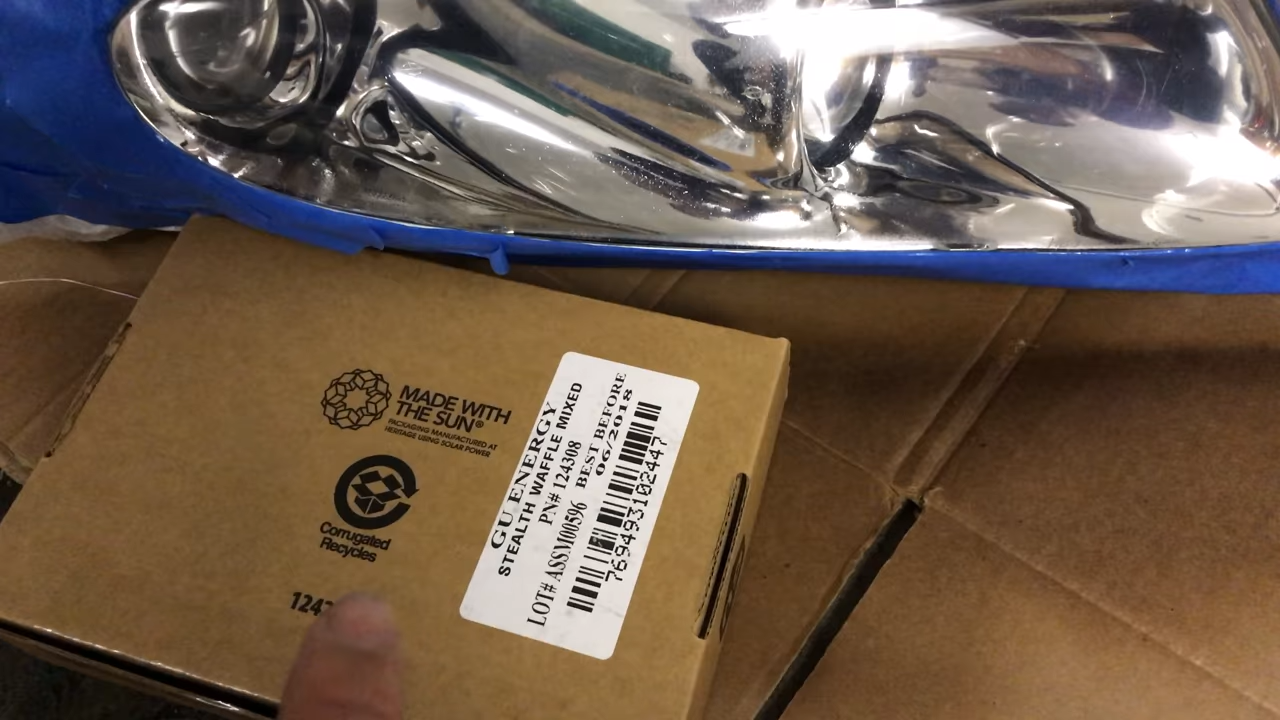 MADE WITH
THE SUN®
PACKAGING MANUFACTURED AT
HERITAGE USING SOLAR POWER
Corrugated
Recycles
GU ENERGY
STEALTH WAFFLE MIXED
PN# 124308
LOT# ASSM00596 BEST BEFORE
06/2018
769493102447